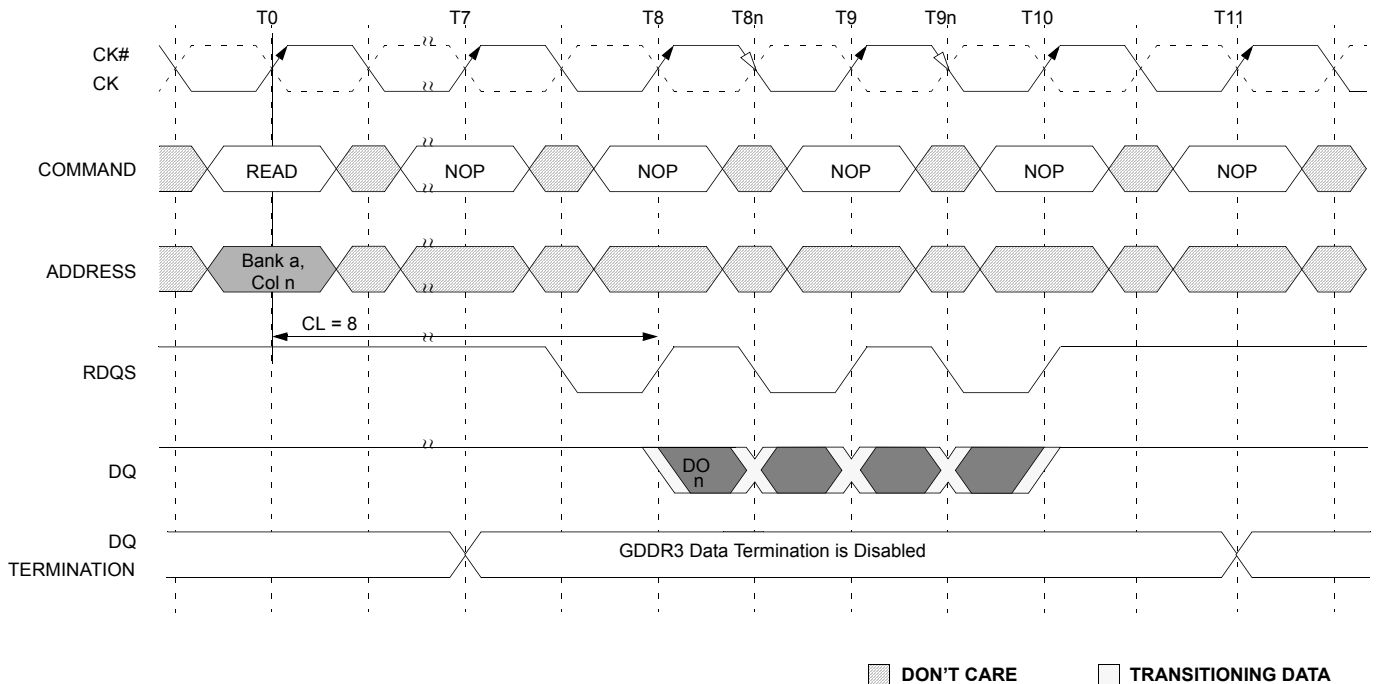 T0 T7 T8 T8n T9 T9n T10 T11
CK#
CK
COMMAND READ NOP NOP NOP NOP NOP
ADDRESS Bank a,
Col n
CL = 8
RDQS
DQ DO
n
DQ
TERMINATION GDDR3 Data Termination is Disabled
DON'T CARE TRANSITIONING DATA